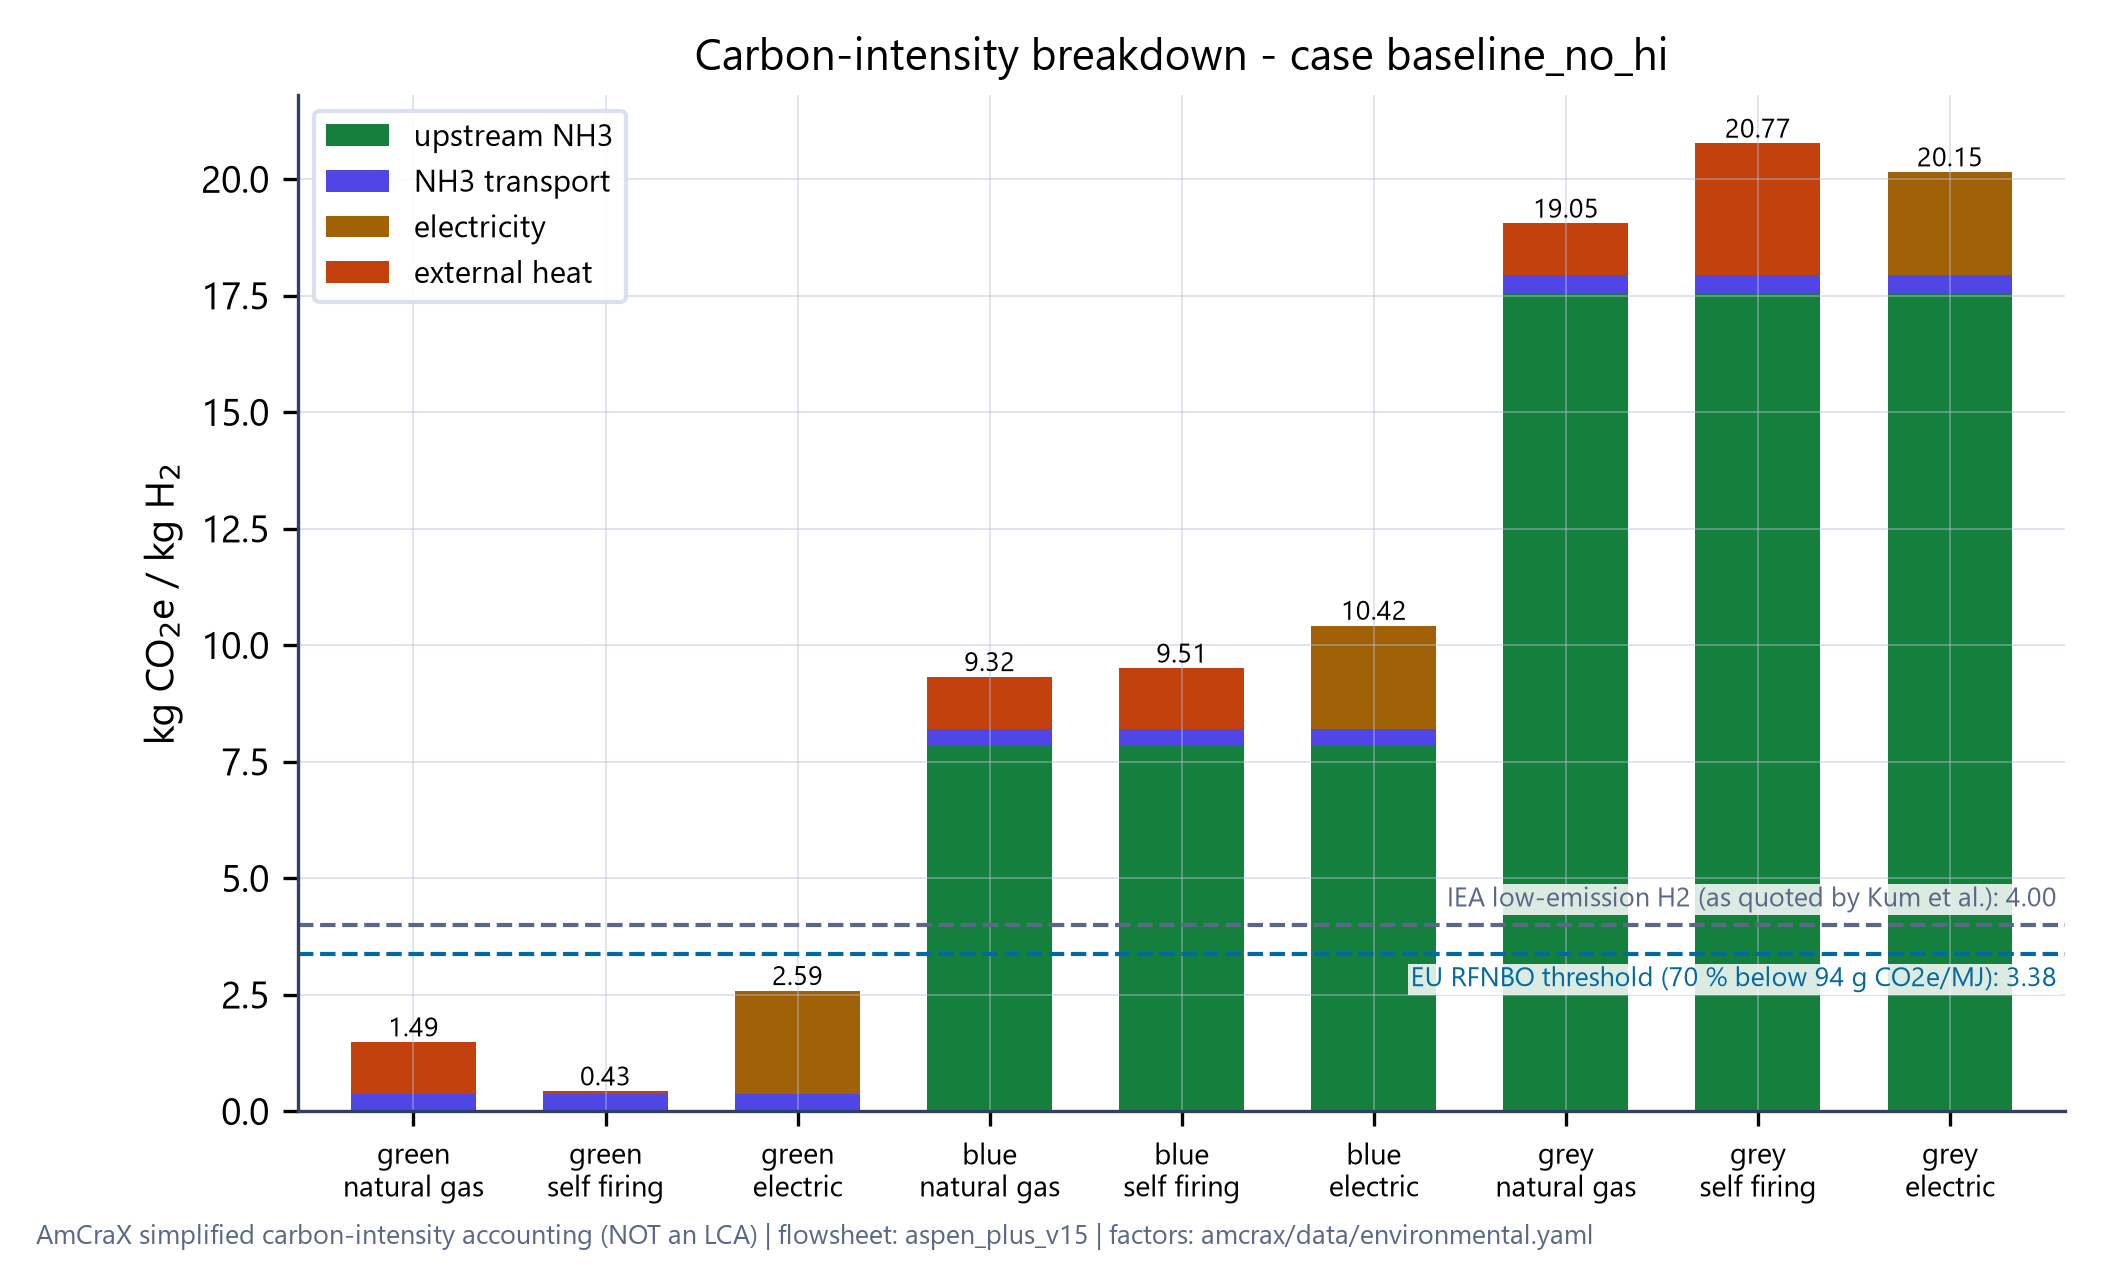 Carbon-intensity breakdown - case baseline_no_hi
upstream NH3
NH3 transport
electricity
external heat
kg CO₂e / kg H₂
20.0
17.5
15.0
12.5
10.0
7.5
5.0
2.5
0.0
1.49
0.43
2.59
9.32
9.51
10.42
19.05
20.77
20.15
IEA low-emission H2 (as quoted by Kum et al.): 4.00
EU RFNBO threshold (70 % below 94 g CO2e/MJ): 3.38
green
natural gas
green
self firing
green
electric
blue
natural gas
blue
self firing
blue
electric
grey
natural gas
grey
self firing
grey
electric
AmCraX simplified carbon-intensity accounting (NOT an LCA) | flowsheet: aspen_plus_v15 | factors: amcrax/data/environmental.yaml